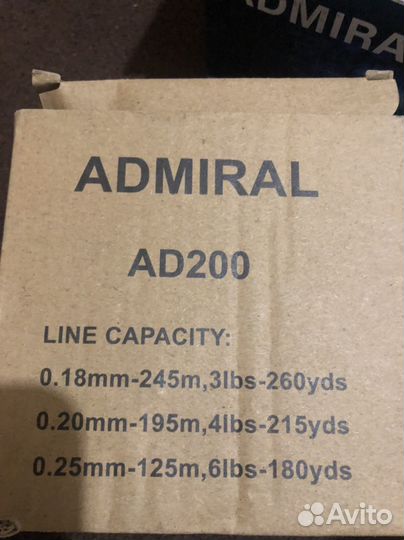 ADMIRA
ADMIRAL
AD200
LINE CAPACITY:
0.18mm-245m,3lbs-260yds
0.20mm-195m,4lbs-215yds
0.25mm-125m,6lbs-180yds
Avito